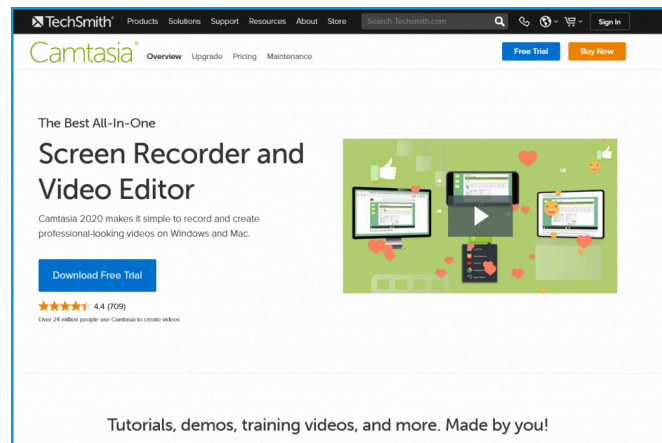 TechSmith® Products Solutions Support Resources About Store Search Techsmith.com Sign In
Camtasia® Overview Upgrade Pricing Maintenance Free Trial Buy Now
The Best All-In-One
Screen Recorder and
Video Editor
Camtasia 2020 makes it simple to record and create
professional-looking videos on Windows and Mac.
Download Free Trial
4.4 (709)
Over 24 million people use Camtasia to create videos
Tutorials, demos, training videos, and more. Made by you!